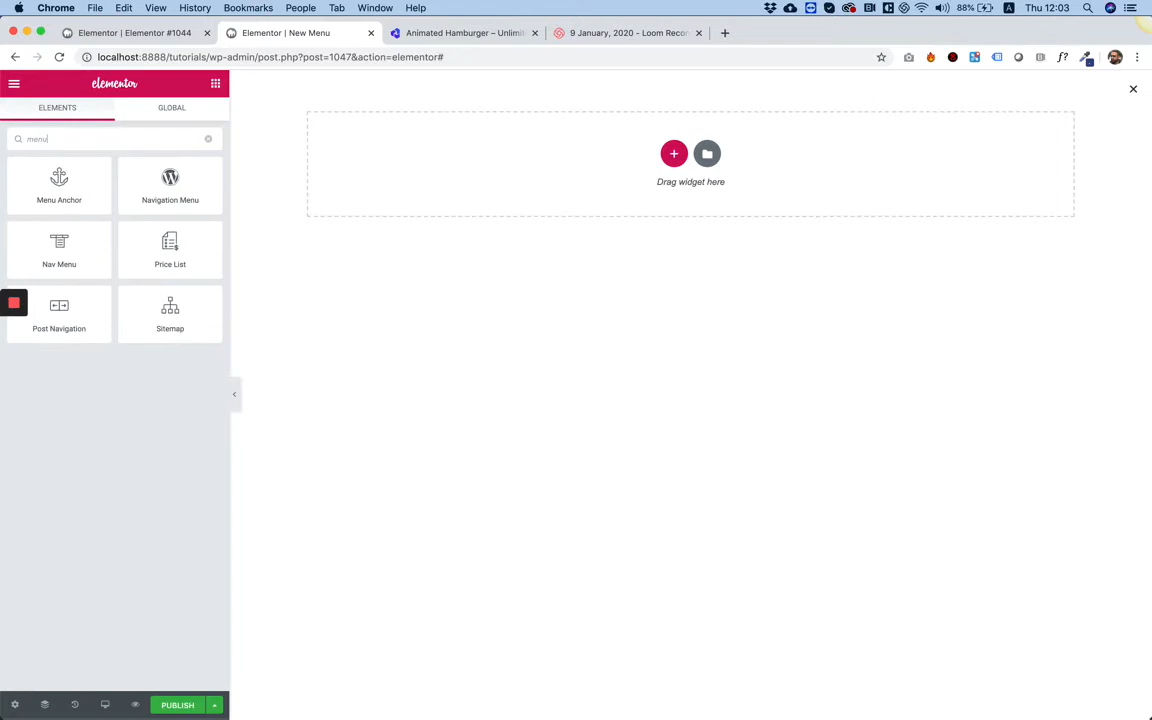 Chrome File Edit View History Bookmarks People Tab Window Help 88% A Thu 12:03
Elementor | Elementor #1044 Elementor | New Menu Animated Hamburger - Unlimit 9 January, 2020 - Loom Recor
localhost:8888/tutorials/wp-admin/post.php?post=1047&action=elementor# f?
elementor
ELEMENTS GLOBAL
menu
Menu Anchor Navigation Menu
Nav Menu Price List
Post Navigation Sitemap
Drag widget here
PUBLISH